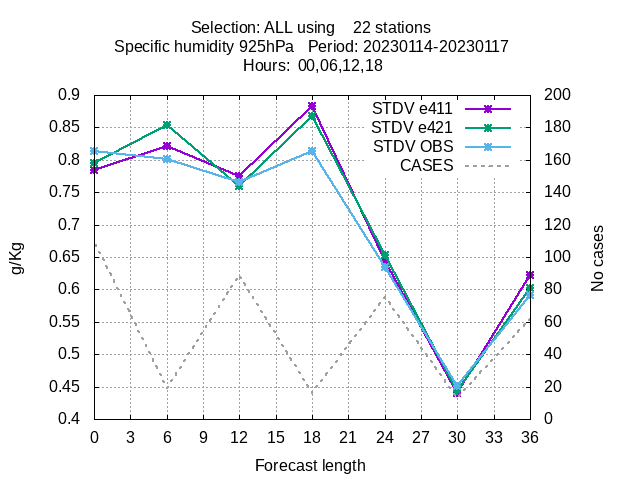 Selection: ALL using    22 stations
Specific humidity 925hPa   Period: 20230114-20230117
Hours: 00,06,12,18
0.9
0.85
0.8
0.75
0.7
0.65
0.6
0.55
0.5
0.45
0.4
g/Kg
STDV e411
STDV e421
STDV OBS
CASES
200
180
160
140
120
100
80
60
40
20
0
No cases
0 3 6 9 12 15 18 21 24 27 30 33 36
Forecast length